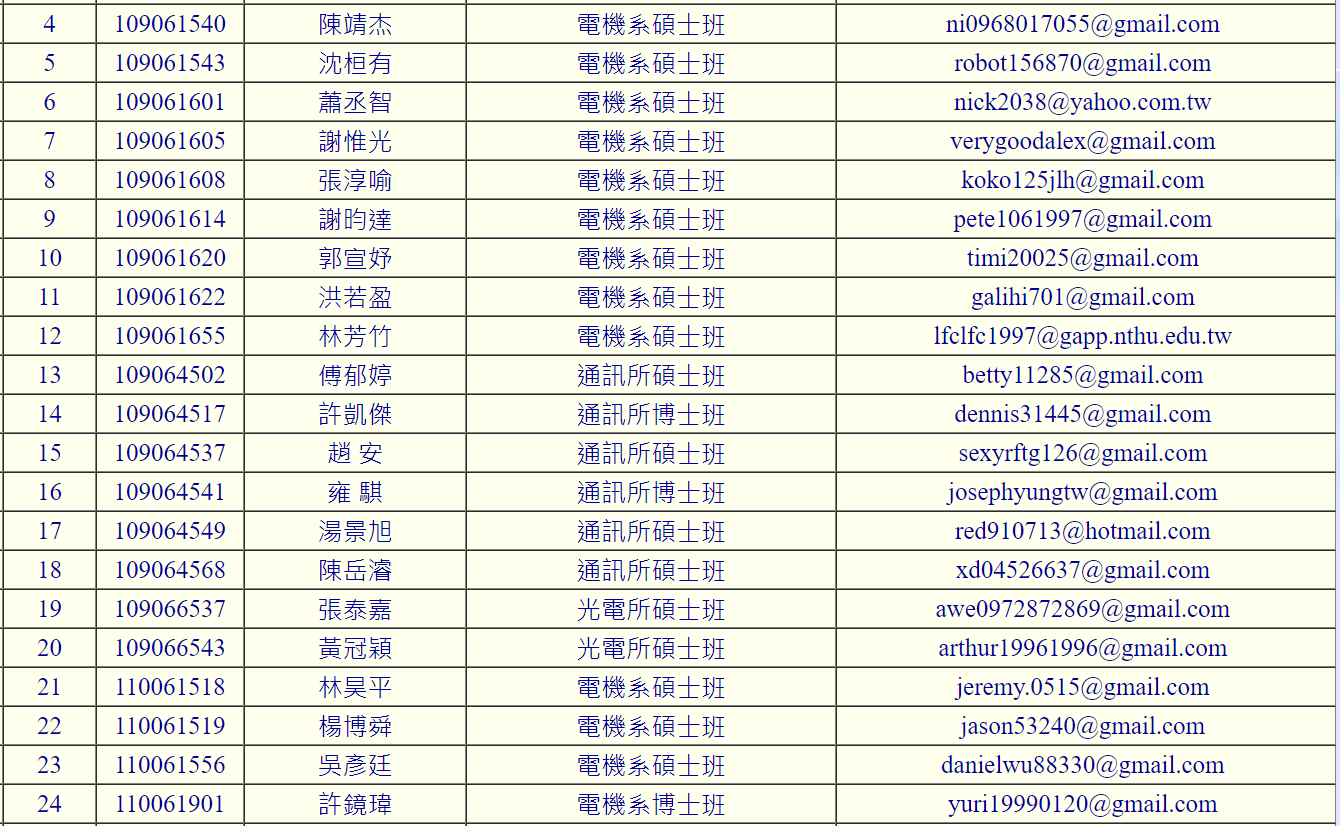 4 109061540 陳靖杰 電機系碩士班 ni0968017055@gmail.com
5 109061543 沈桓有 電機系碩士班 robot156870@gmail.com
6 109061601 蕭丞智 電機系碩士班 nick2038@yahoo.com.tw
7 109061605 謝惟光 電機系碩士班 verygoodalex@gmail.com
8 109061608 張淳喻 電機系碩士班 koko125jlh@gmail.com
9 109061614 謝昀達 電機系碩士班 pete1061997@gmail.com
10 109061620 郭宣妤 電機系碩士班 timi20025@gmail.com
11 109061622 洪若盈 電機系碩士班 galihi701@gmail.com
12 109061655 林芳竹 電機系碩士班 lfclfc1997@gapp.nthu.edu.tw
13 109064502 傅郁婷 通訊所碩士班 betty11285@gmail.com
14 109064517 許凱傑 通訊所博士班 dennis31445@gmail.com
15 109064537 趙 安 通訊所碩士班 sexyrftg126@gmail.com
16 109064541 雍 騏 通訊所博士班 josephyungtw@gmail.com
17 109064549 湯景旭 通訊所碩士班 red910713@hotmail.com
18 109064568 陳岳濬 通訊所碩士班 xd04526637@gmail.com
19 109066537 張泰嘉 光電所碩士班 awe0972872869@gmail.com
20 109066543 黃冠穎 光電所碩士班 arthur19961996@gmail.com
21 110061518 林昊平 電機系碩士班 jeremy.0515@gmail.com
22 110061519 楊博舜 電機系碩士班 jason53240@gmail.com
23 110061556 吳彥廷 電機系碩士班 danielwu88330@gmail.com
24 110061901 許鏡瑋 電機系博士班 yuri19990120@gmail.com